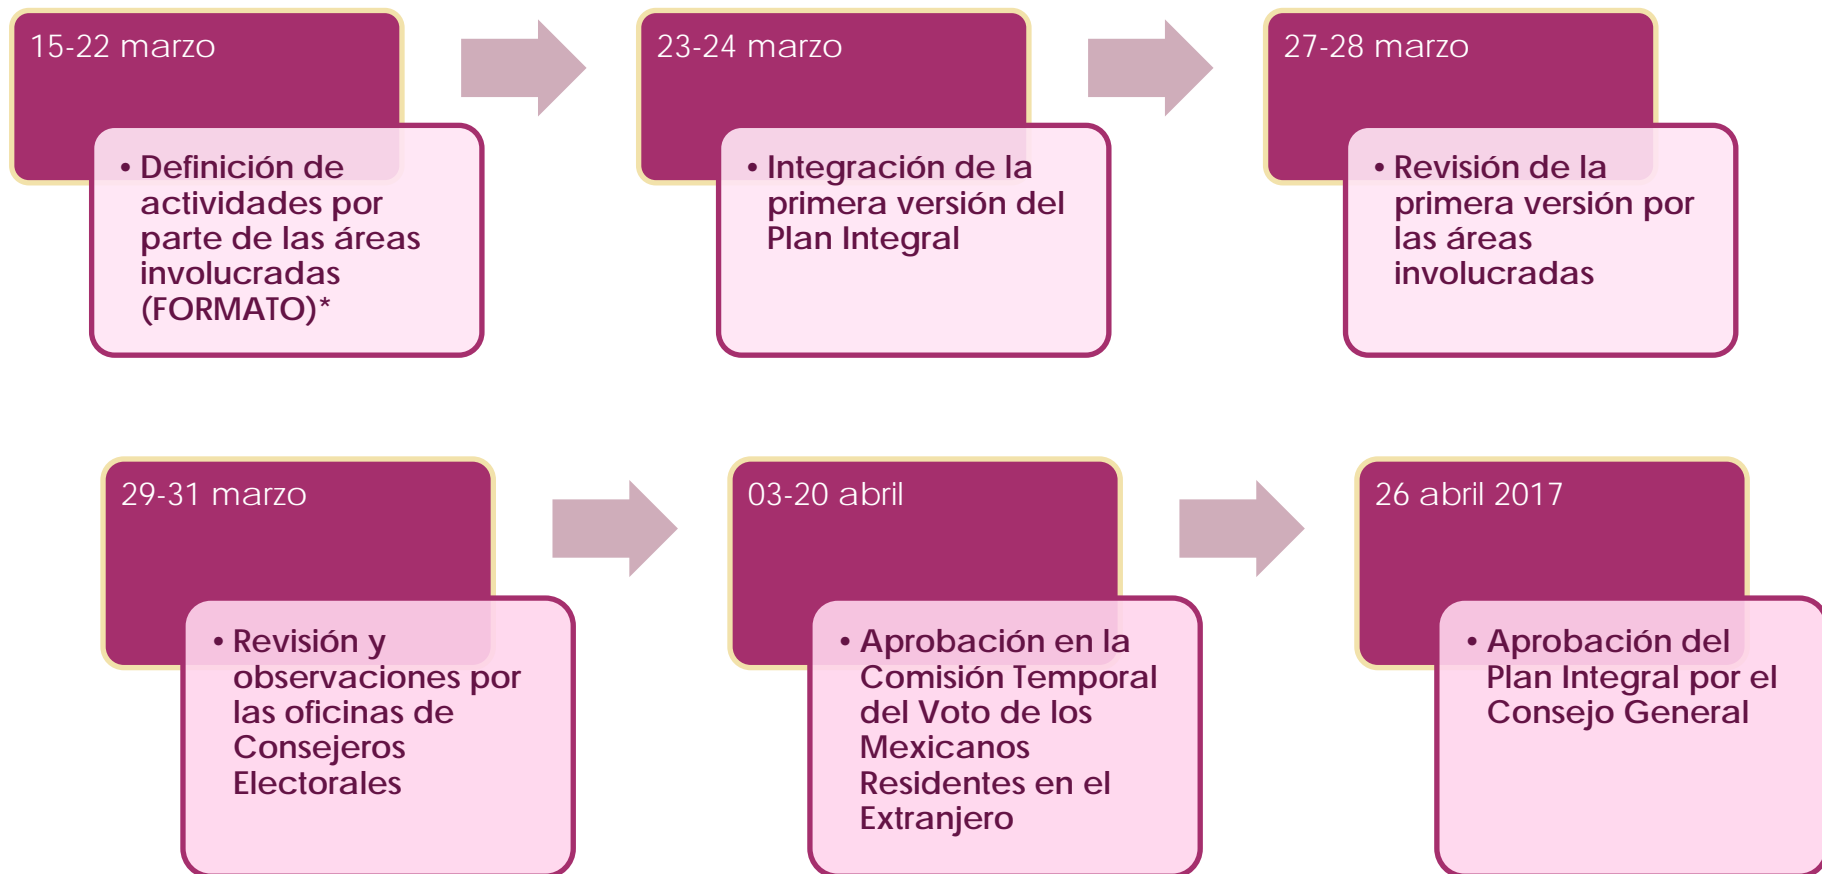 15-22 marzo
• Definición de
actividades por
parte de las áreas
involucradas
(FORMATO)*
23-24 marzo
• Integración de la
primera versión del
Plan Integral
27-28 marzo
• Revisión de la
primera versión por
las áreas
involucradas
29-31 marzo
• Revisión y
observaciones por
las oficinas de
Consejeros
Electorales
03-20 abril
• Aprobación en la
Comisión Temporal
del Voto de los
Mexicanos
Residentes en el
Extranjero
26 abril 2017
• Aprobación del
Plan Integral por el
Consejo General